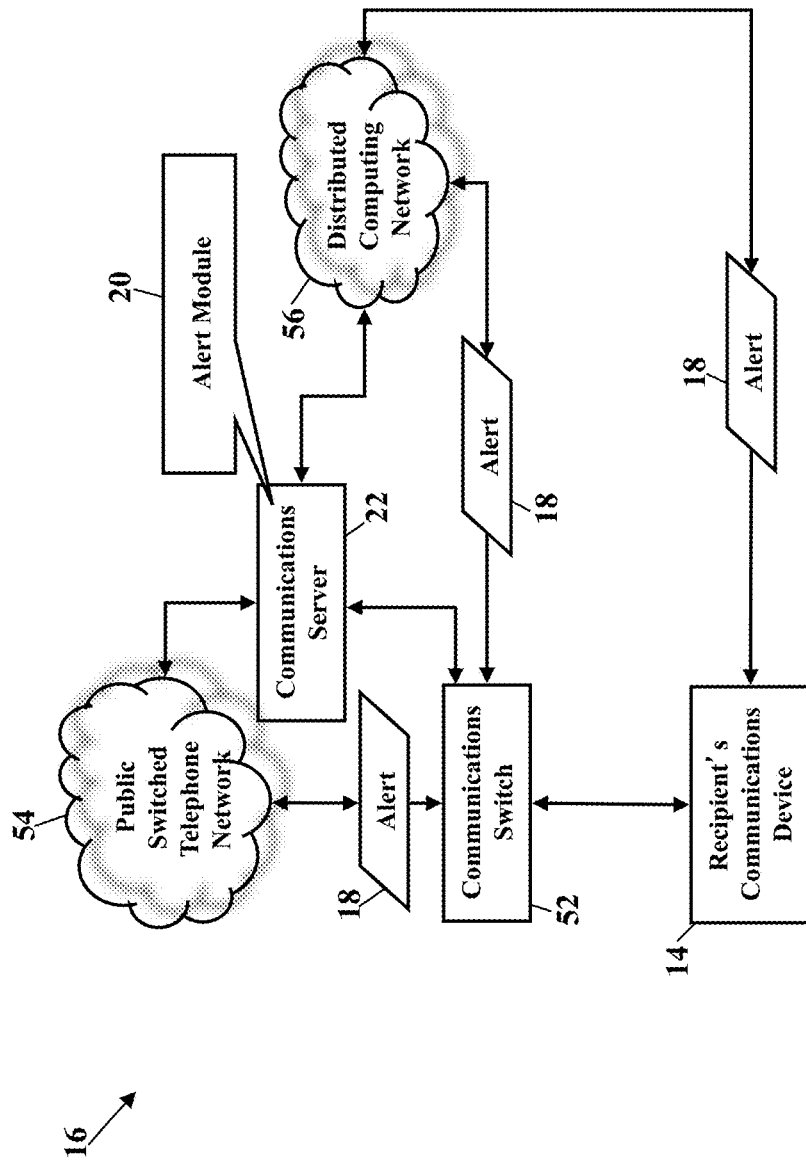 16
54
Public
Switched
Telephone
Network
20
Alert Module
Communications
Server
22
56
Distributed
Computing
Network
18
Alert
Communications
Switch
52
Alert
18
18
Alert
Recipient's
Communications
Device
14